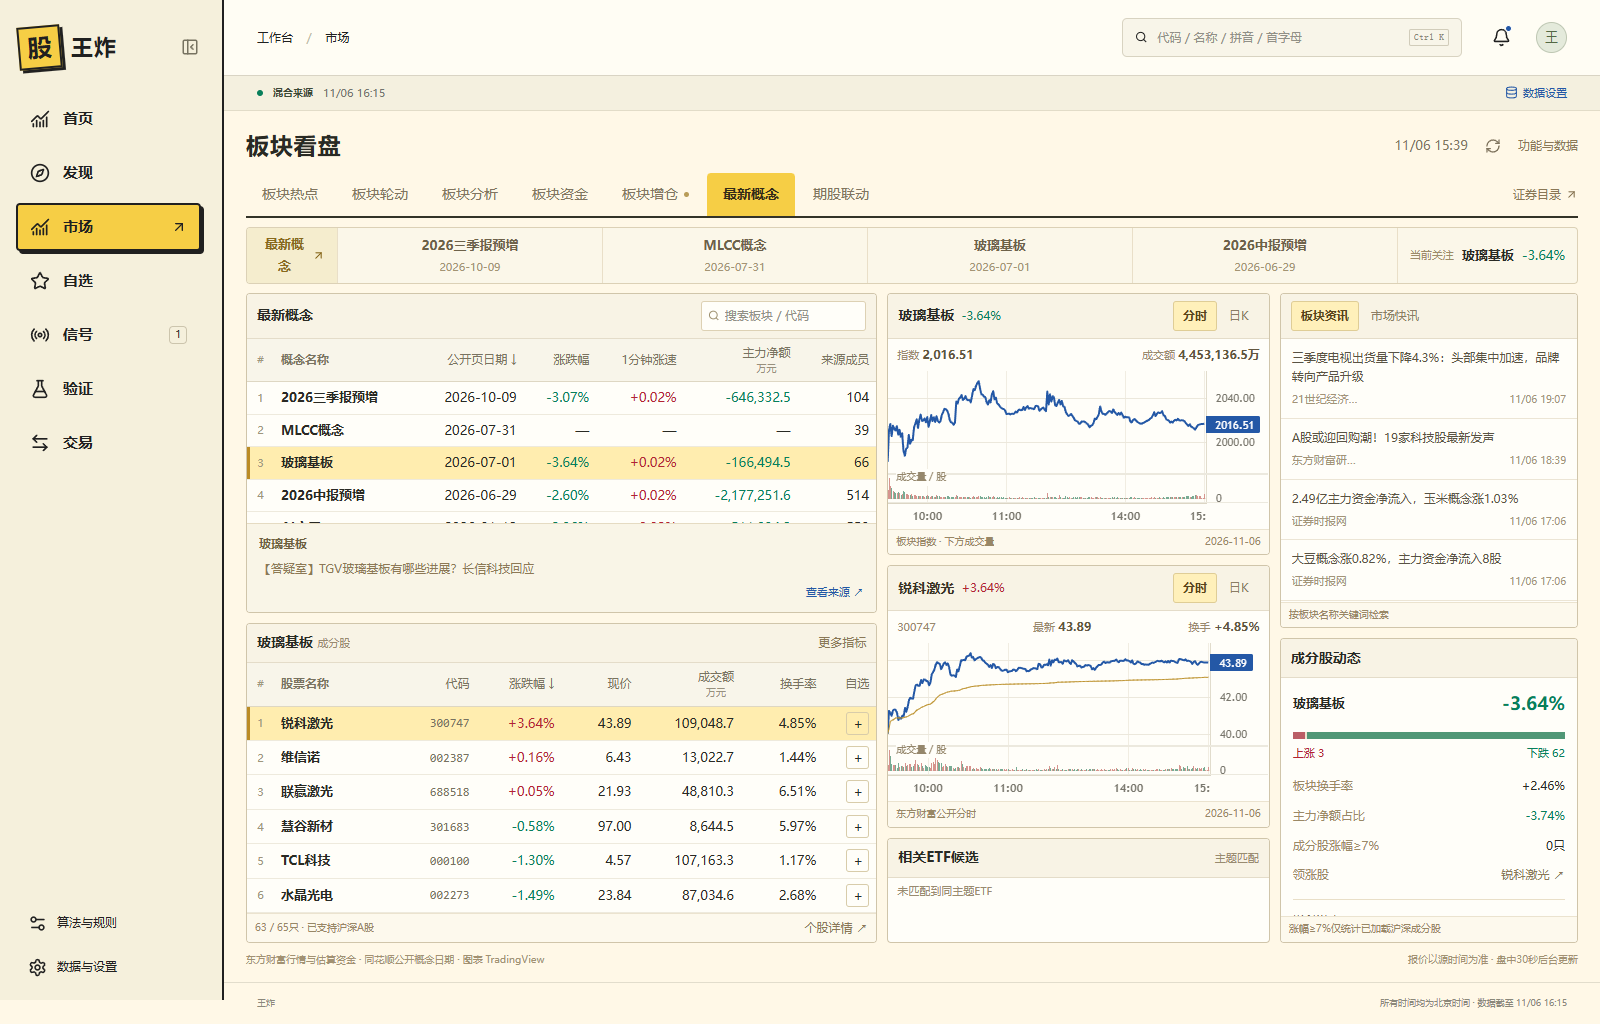 股 王炸
首页
发现
市场
自选
信号 1
验证
交易
算法与规则
数据与设置
工作台 / 市场
代码 / 名称 / 拼音 / 首字母 Ctrl K
王
混合来源 11/06 16:15
数据设置
板块看盘
11/06 15:39 功能与数据
板块热点 板块轮动 板块分析 板块资金 板块增仓 最新概念 期股联动
证券目录
最新概
念
2026三季报预增
2026-10-09
MLCC概念
2026-07-31
玻璃基板
2026-07-01
2026中报预增
2026-06-29
当前关注 玻璃基板 -3.64%
最新概念
搜索板块 / 代码
# 概念名称 公开页日期↓ 涨跌幅 1分钟涨速 主力净额 来源成员
万元
1 2026三季报预增 2026-10-09 -3.07% +0.02% -646,332.5 104
2 MLCC概念 2026-07-31 — — — 39
3 玻璃基板 2026-07-01 -3.64% +0.02% -166,494.5 66
4 2026中报预增 2026-06-29 -2.60% +0.02% -2,177,251.6 514
玻璃基板
【答疑室】TGV玻璃基板有哪些进展？长信科技回应
查看来源 ↗
玻璃基板 成分股
更多指标
# 股票名称 代码 涨跌幅↓ 现价 成交额 换手率 自选
万元
1 锐科激光 300747 +3.64% 43.89 109,048.7 4.85% +
2 维信诺 002387 +0.16% 6.43 13,022.7 1.44% +
3 联赢激光 688518 +0.05% 21.93 48,810.3 6.51% +
4 慧谷新材 301683 -0.58% 97.00 8,644.5 5.97% +
5 TCL科技 000100 -1.30% 4.57 107,163.3 1.17% +
6 水晶光电 002273 -1.49% 23.84 87,034.6 2.68% +
63 / 65只 · 已支持沪深A股
个股详情 ↗
玻璃基板 -3.64%
分时 日K
指数 2,016.51
成交额 4,453,136.5万
2040.00
2016.51
2000.00
成交量 / 股
0
10:00 11:00 14:00 15:
板块指数 · 下方成交量
2026-11-06
锐科激光 +3.64%
分时 日K
300747 最新 43.89 换手 +4.85%
43.89
42.00
40.00
成交量 / 股
0
10:00 11:00 14:00 15:
东方财富公开分时
2026-11-06
相关ETF候选
主题匹配
未匹配到同主题ETF
板块资讯 市场快讯
三季度电视出货量下降4.3%：头部集中加速，品牌
转向产品升级
21世纪经济... 11/06 19:07
A股或迎回购潮！19家科技股最新发声
东方财富研... 11/06 18:39
2.49亿主力资金净流入，玉米概念涨1.03%
证券时报网 11/06 17:06
大豆概念涨0.82%，主力资金净流入8股
证券时报网 11/06 17:06
按板块名称关键词检索
成分股动态
玻璃基板 -3.64%
上涨 3 下跌 62
板块换手率 +2.46%
主力净额占比 -3.74%
成分股涨幅≥7% 0只
领涨股 锐科激光 ↗
涨幅≥7%仅统计已加载沪深成分股
东方财富行情与估算资金 · 同花顺公开概念日期 · 图表 TradingView
报价以源时间为准 · 盘中30秒后台更新
王炸
所有时间均为北京时间 · 数据截至 11/06 16:15